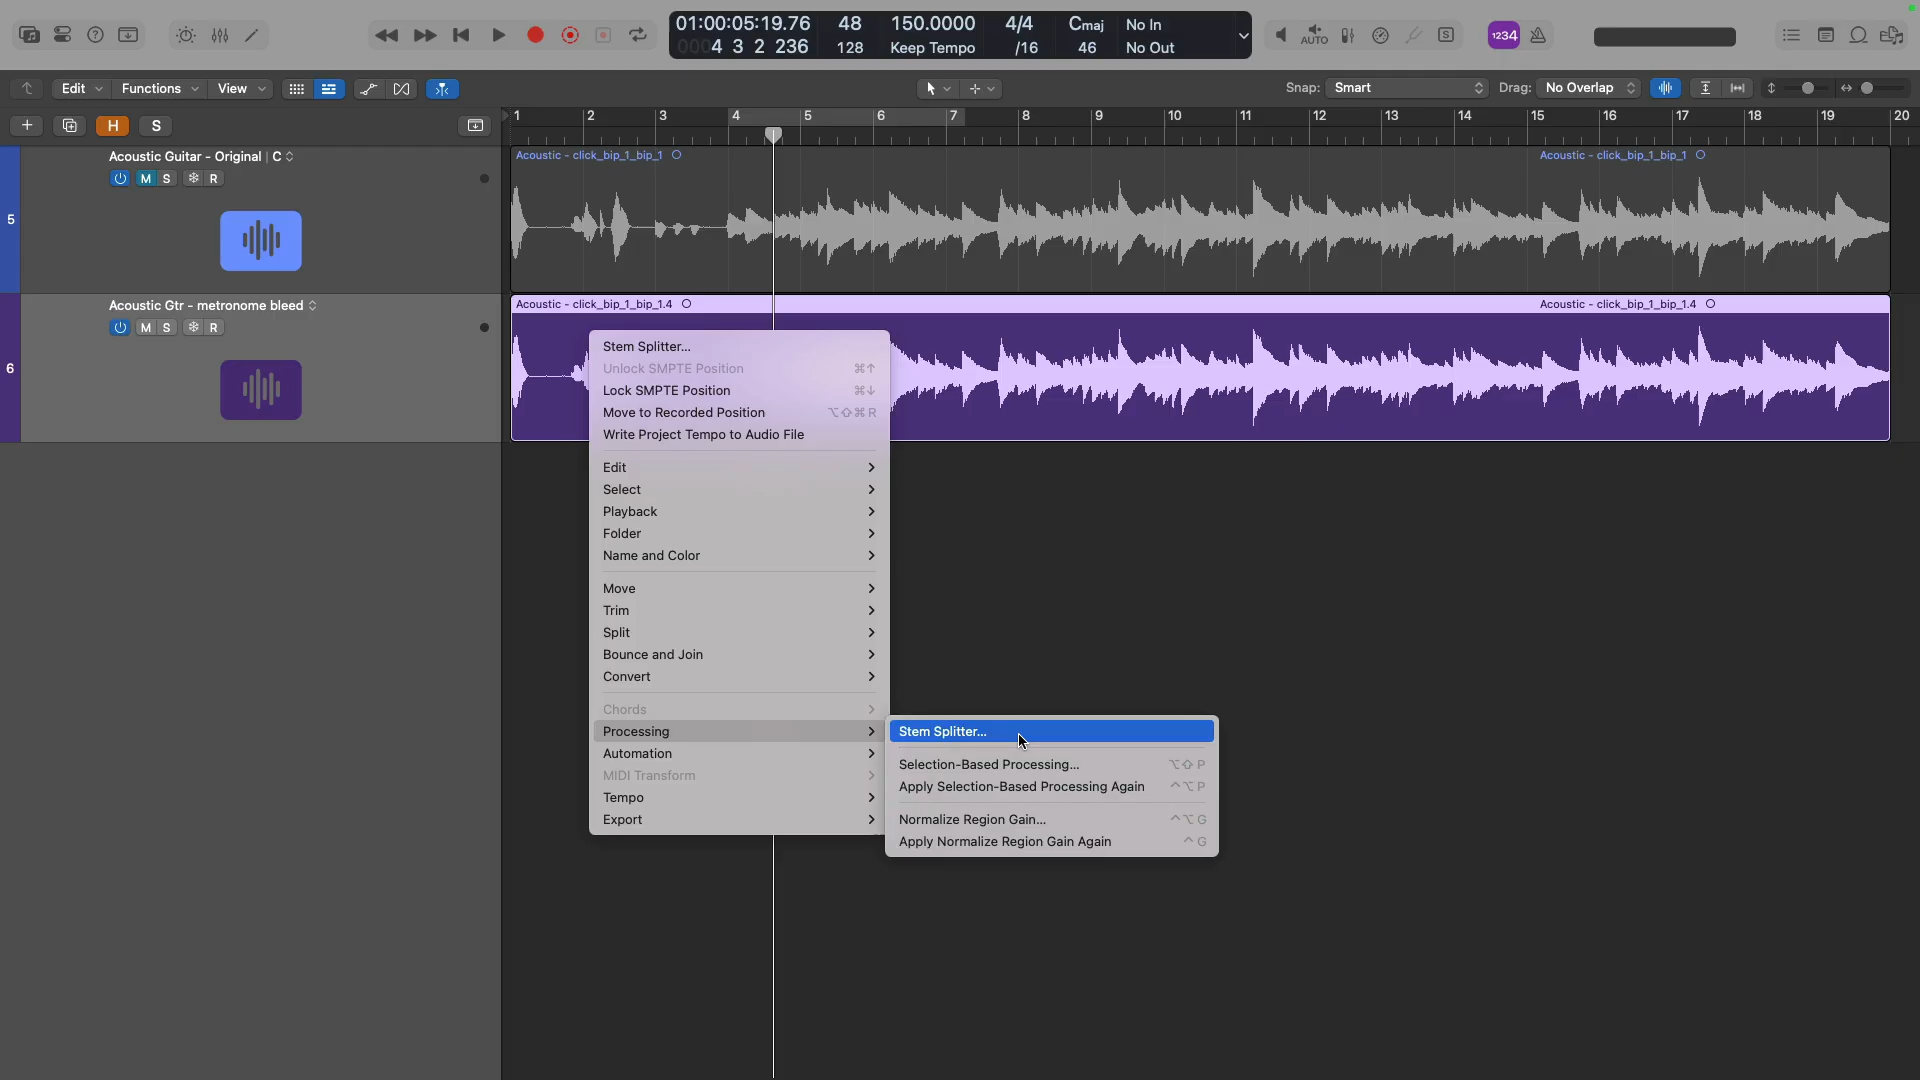 01:00:05:19.76 48 150.0000 4/4 Cmaj No In
0004 3 2 236 128 Keep Tempo /16 46 No Out
AUTO
S
1234
Edit Functions View
Snap: Smart Drag: No Overlap
H S
1 2 3 4 5 6 7 8 9 10 11 12 13 14 15 16 17 18 19 20
5
Acoustic Guitar - Original | C
M S R
Acoustic - click_bip_1_bip_1
Acoustic - click_bip_1_bip_1
6
Acoustic Gtr - metronome bleed
M S R
Acoustic - click_bip_1_bip_1.4
Acoustic - click_bip_1_bip_1.4
Stem Splitter...
Unlock SMPTE Position ⌘↑
Lock SMPTE Position ⌘↓
Move to Recorded Position ⌥⇧⌘R
Write Project Tempo to Audio File
Edit
Select
Playback
Folder
Name and Color
Move
Trim
Split
Bounce and Join
Convert
Chords
Processing
Automation
MIDI Transform
Tempo
Export
Stem Splitter...
Selection-Based Processing... ⌥⇧P
Apply Selection-Based Processing Again ⌃⌥P
Normalize Region Gain... ⌃⌥G
Apply Normalize Region Gain Again ⌃G